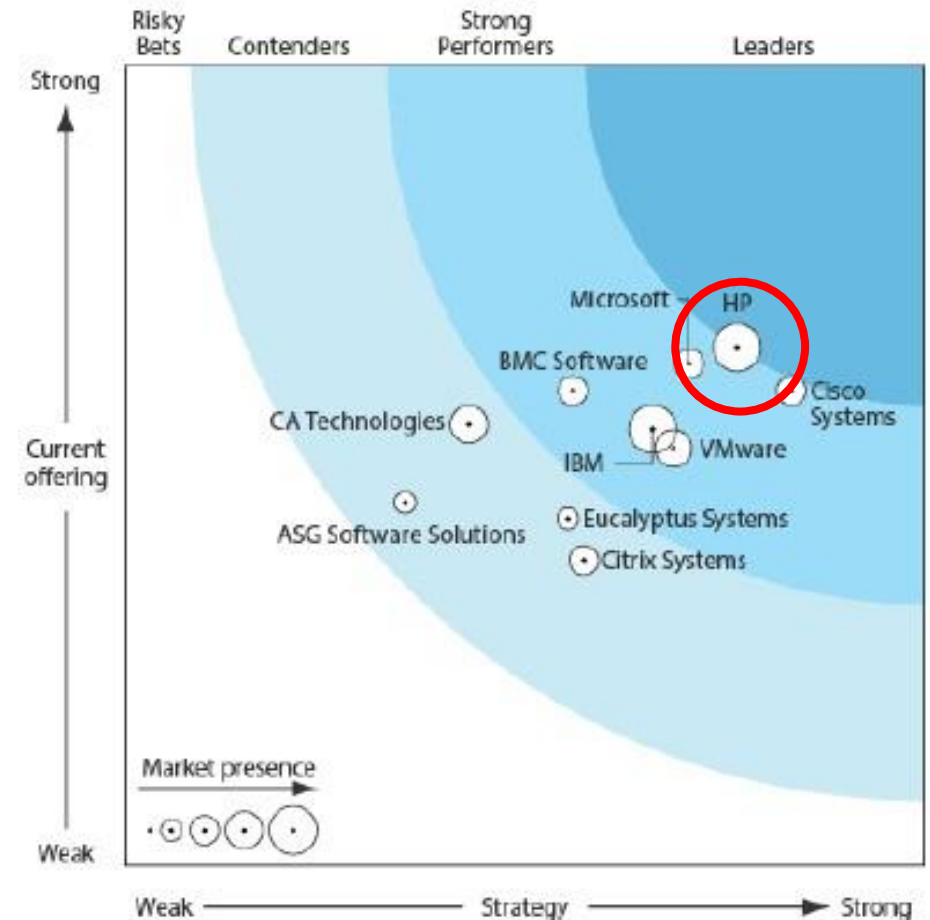 Risky
Bets
Contenders
Strong
Performers
Leaders
Strong
Current
offering
Weak
Microsoft
HP
BMC Software
Cisco
Systems
CA Technologies
IBM
VMware
ASG Software Solutions
Eucalyptus Systems
Citrix Systems
Market presence
Weak
Strategy
Strong